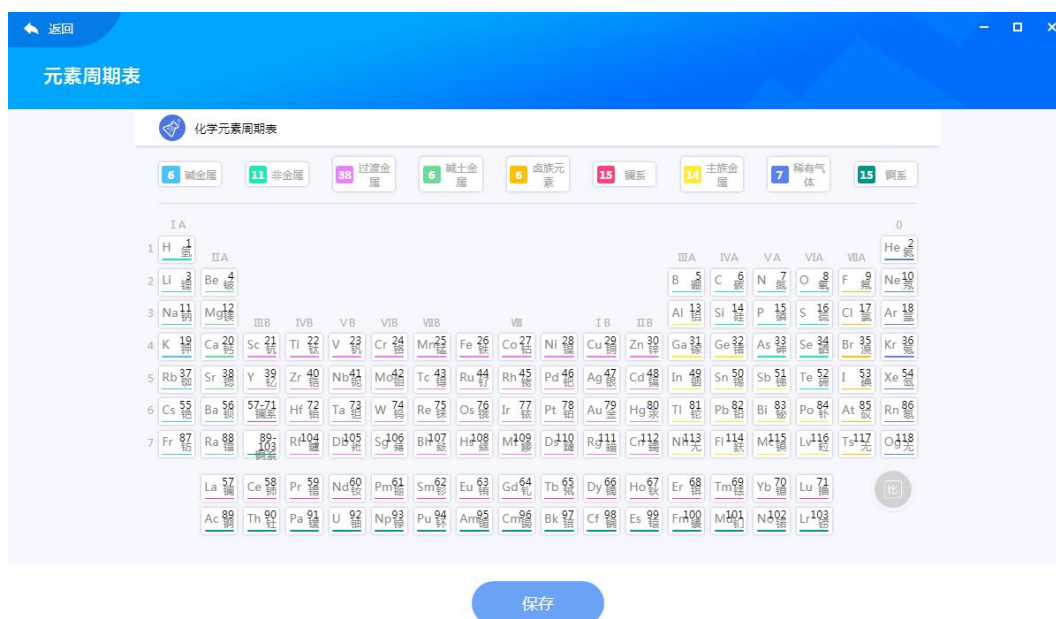 返回
元素周期表
化学元素周期表
6 碱金属 11 非金属 38 过渡金属 6 碱土金属 6 卤族元素 15 镧系 14 主族金属 7 稀有气体 15 锕系
IA 0
1 H 1 氢 He 2 氦
IIA IIIA IVA VA VIA VIIA
2 Li 3 锂 Be 4 铍 B 5 硼 C 6 碳 N 7 氮 O 8 氧 F 9 氟 Ne 10 氖
3 Na 11 钠 Mg 12 镁 Al 13 铝 Si 14 硅 P 15 磷 S 16 硫 Cl 17 氯 Ar 18 氩
IIIB IVB VB VIB VIIB VIII IB IIB
4 K 19 钾 Ca 20 钙 Sc 21 钪 Ti 22 钛 V 23 钒 Cr 24 铬 Mn 25 锰 Fe 26 铁 Co 27 钴 Ni 28 镍 Cu 29 铜 Zn 30 锌 Ga 31 镓 Ge 32 锗 As 33 砷 Se 34 硒 Br 35 溴 Kr 36 氪
5 Rb 37 铷 Sr 38 锶 Y 39 钇 Zr 40 锆 Nb 41 铌 Mo 42 钼 Tc 43 锝 Ru 44 钌 Rh 45 铑 Pd 46 钯 Ag 47 银 Cd 48 镉 In 49 铟 Sn 50 锡 Sb 51 锑 Te 52 碲 I 53 碘 Xe 54 氙
6 Cs 55 铯 Ba 56 钡 57-71 镧系 Hf 72 铪 Ta 73 钽 W 74 钨 Re 75 铼 Os 76 锇 Ir 77 铱 Pt 78 铂 Au 79 金 Hg 80 汞 Tl 81 铊 Pb 82 铅 Bi 83 铋 Po 84 钋 At 85 砹 Rn 86 氡
7 Fr 87 钫 Ra 88 镭 89-103 锕系 Rf 104 Db 105 Sg 106 Bh 107 Hs 108 Mt 109 Ds 110 Rg 111 Cn 112 Nh 113 Fl 114 Mc 115 Lv 116 Ts 117 Og 118
La 57 镧 Ce 58 铈 Pr 59 镨 Nd 60 钕 Pm 61 钷 Sm 62 钐 Eu 63 铕 Gd 64 钆 Tb 65 铽 Dy 66 镝 Ho 67 钬 Er 68 铒 Tm 69 铥 Yb 70 镱 Lu 71 镥 比
Ac 89 锕 Th 90 钍 Pa 91 镤 U 92 铀 Np 93 镎 Pu 94 钚 Am 95 镅 Cm 96 锔 Bk 97 锫 Cf 98 锎 Es 99 锿 Fm 100 镄 Md 101 钔 No 102 锘 Lr 103 铹
保存